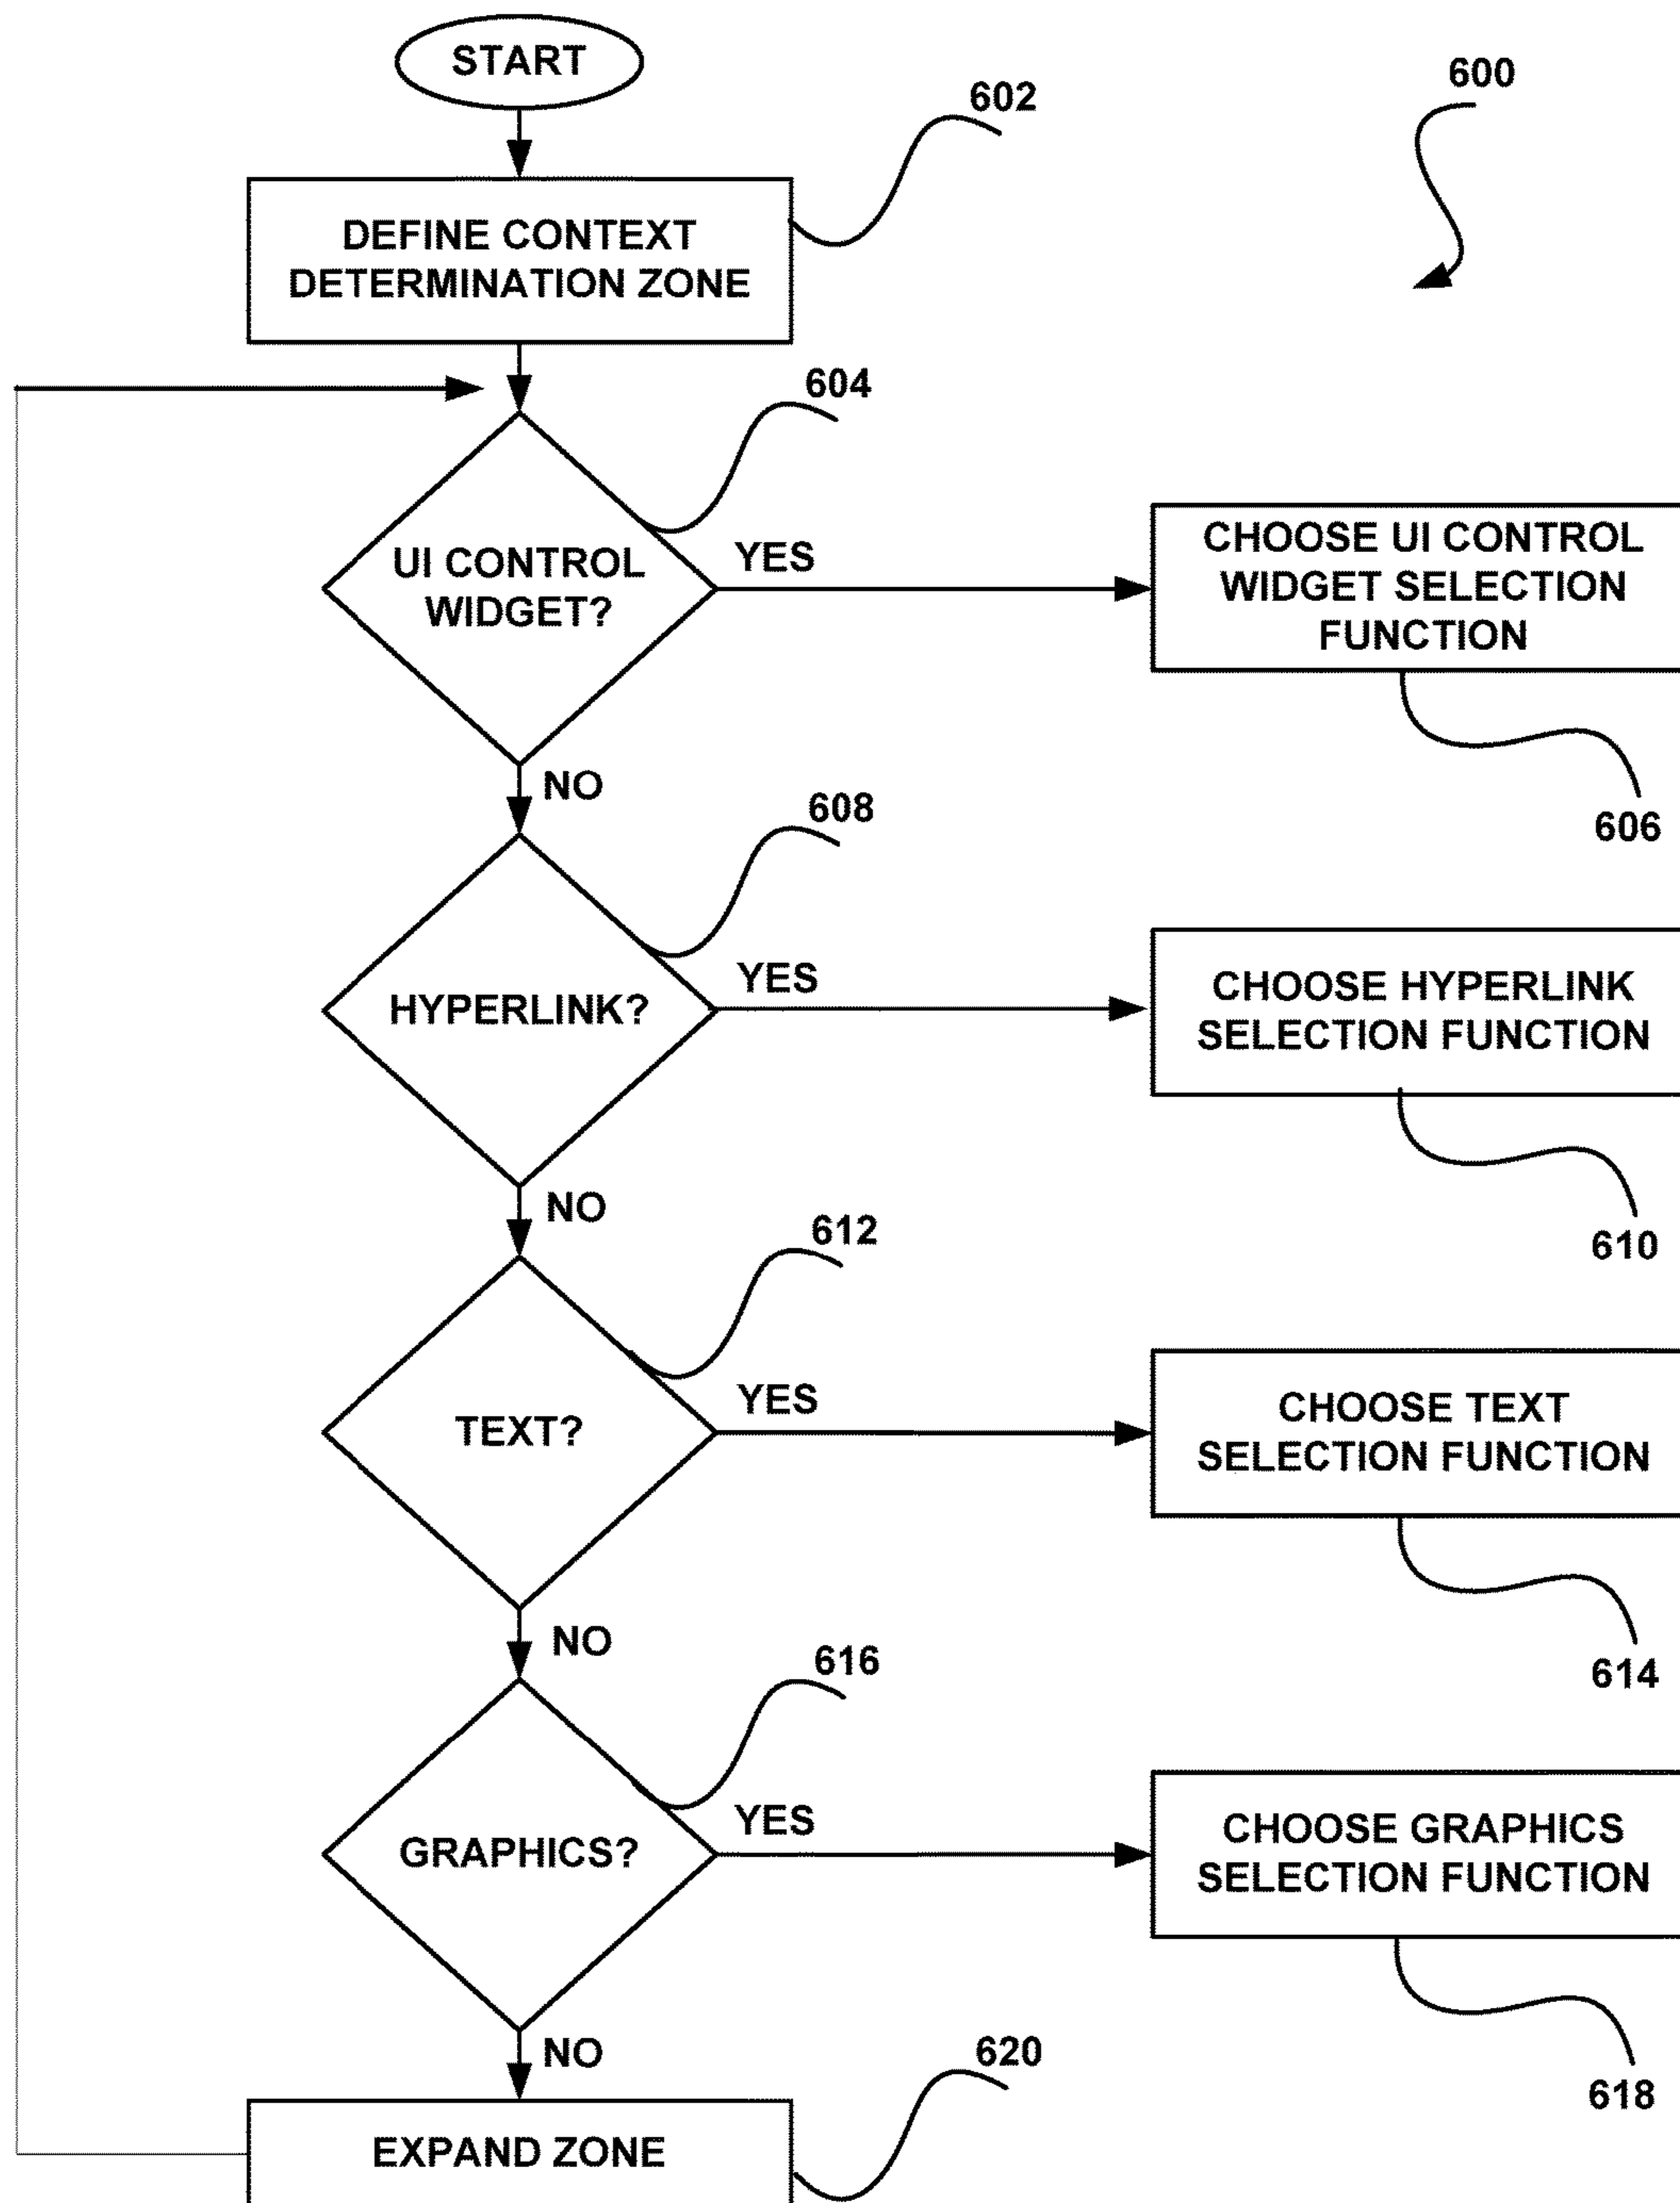 START
600
602
DEFINE CONTEXT
DETERMINATION ZONE
604
UI CONTROL
WIDGET?
YES
CHOOSE UI CONTROL
WIDGET SELECTION
FUNCTION
606
NO
608
HYPERLINK?
YES
CHOOSE HYPERLINK
SELECTION FUNCTION
610
NO
612
TEXT?
YES
CHOOSE TEXT
SELECTION FUNCTION
614
NO
616
GRAPHICS?
YES
CHOOSE GRAPHICS
SELECTION FUNCTION
618
NO
620
EXPAND ZONE